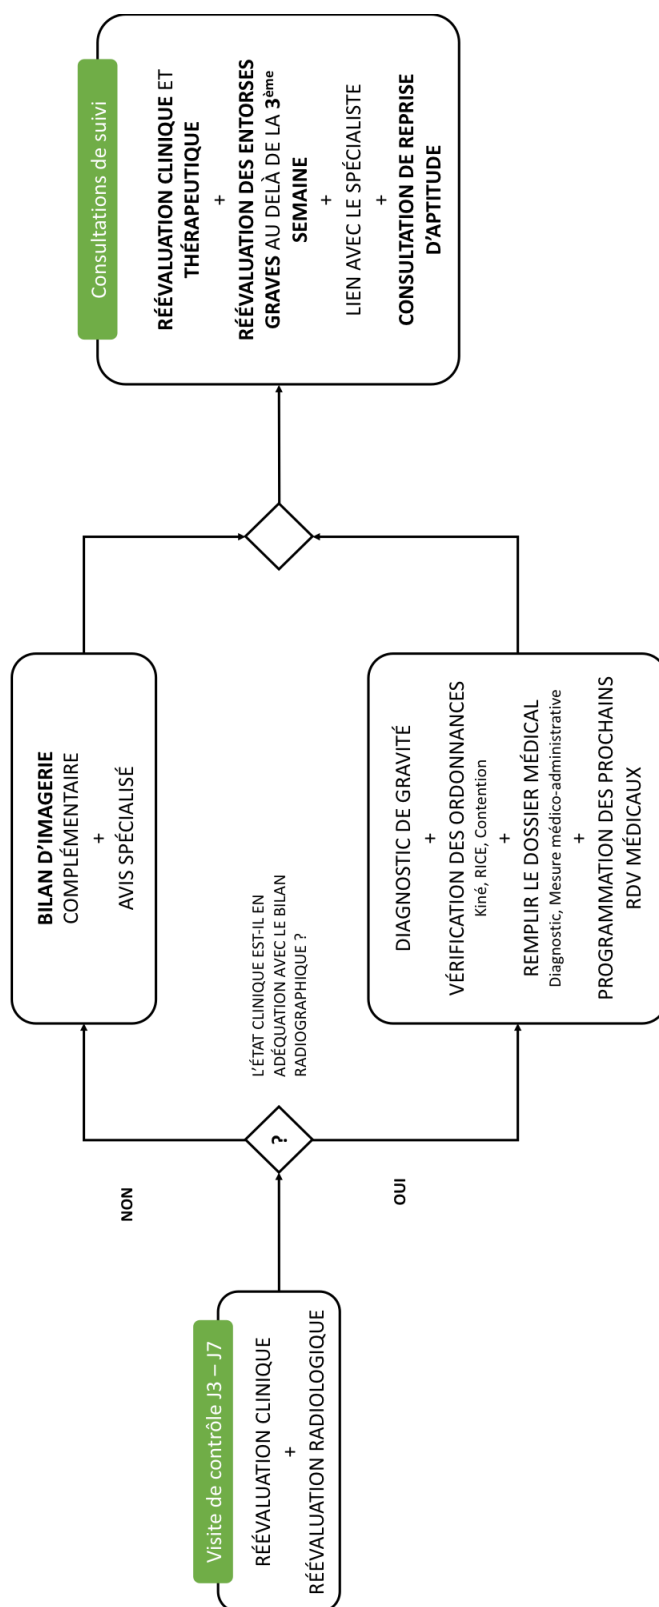 Visite de contrôle J3 – J7
RÉÉVALUATION CLINIQUE
+
RÉÉVALUATION RADIOLOGIQUE
NON
?
OUI
L'ÉTAT CLINIQUE EST-IL EN
ADÉQUATION AVEC LE BILAN
RADIOGRAPHIQUE ?
BILAN D'IMAGERIE
COMPLÉMENTAIRE
+
AVIS SPÉCIALISÉ
DIAGNOSTIC DE GRAVITÉ
+
VÉRIFICATION DES ORDONNANCES
Kiné, RICE, Contention
+
REMPLIR LE DOSSIER MÉDICAL
Diagnostic, Mesure médico-administrative
+
PROGRAMMATION DES PROCHAINS
RDV MÉDICAUX
Consultations de suivi
RÉÉVALUATION CLINIQUE ET
THÉRAPEUTIQUE
+
RÉÉVALUATION DES ENTORSES
GRAVES AU DELÀ DE LA 3ème
SEMAINE
+
LIEN AVEC LE SPÉCIALISTE
+
CONSULTATION DE REPRISE
D'APTITUDE